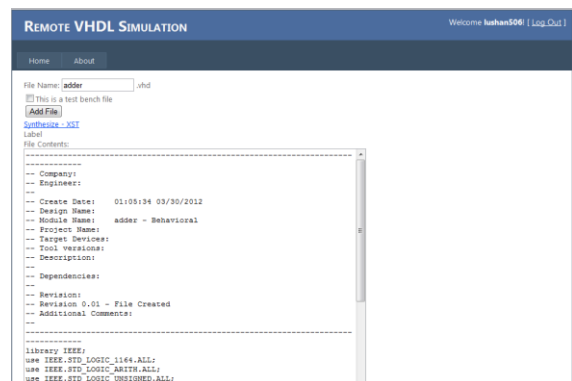 REMOTE VHDL SIMULATION
Welcome lushan506! [ Log Out ]
Home About
File Name: adder .vhd
This is a test bench file
Add File
Synthesize - XST
Label
File Contents:
--------------------------------------------------------------------
------------
-- Company:
-- Engineer:
--
-- Create Date: 01:05:34 03/30/2012
-- Design Name:
-- Module Name: adder - Behavioral
-- Project Name:
-- Target Devices:
-- Tool versions:
-- Description:
--
-- Dependencies:
--
-- Revision:
-- Revision 0.01 - File Created
-- Additional Comments:
--
--------------------------------------------------------------------
------------
library IEEE;
use IEEE.STD_LOGIC_1164.ALL;
use IEEE.STD_LOGIC_ARITH.ALL;
use IEEE.STD_LOGIC_UNSIGNED.ALL;